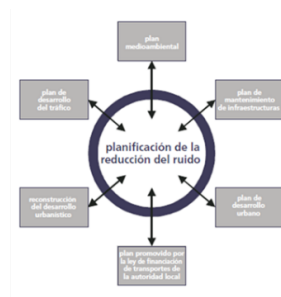 plan
medioambiental
plan de
desarrollo
del tráfico
plan de
mantenimiento
de infraestructuras
planificación de la
reducción del ruido
reconstrucción
del desarrollo
urbanístico
plan de
desarrollo
urbano
plan promovido por
la ley de financiación
de transportes de
la autoridad local